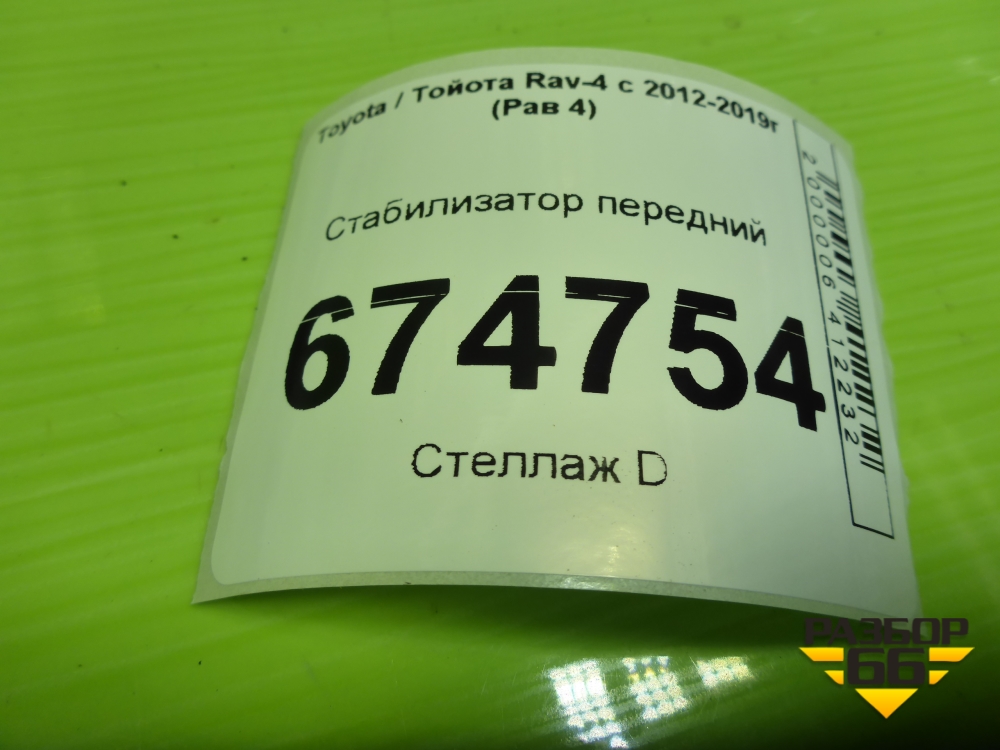 Toyota / Тойота Rav-4 с 2012-2019г
(Рав 4)
Стабилизатор передний
674754
Стеллаж D
2000006412232
РАЗБОР
66